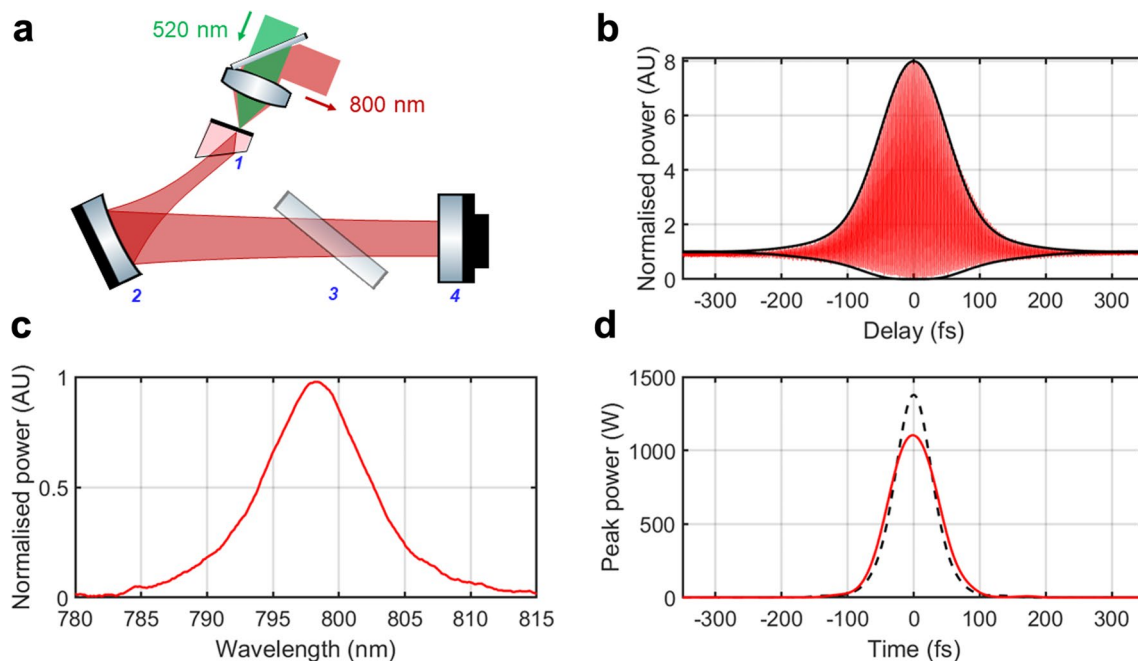 a
520 nm
800 nm
1
2
3
4
b
Normalised power (AU)
8
6
4
2
0
-300 -200 -100 0 100 200 300
Delay (fs)
c
Normalised power (AU)
1
0.5
0
780 785 790 795 800 805 810 815
Wavelength (nm)
d
Peak power (W)
1500
1000
500
0
-300 -200 -100 0 100 200 300
Time (fs)